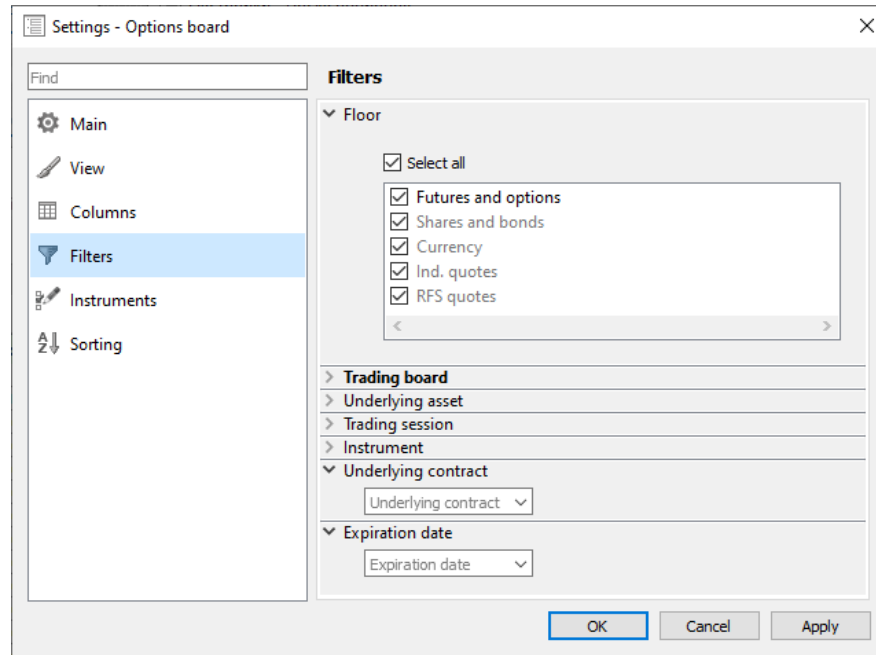 Settings - Options board
Find
Main
View
Columns
Filters
Instruments
Sorting
Filters
Floor
Select all
Futures and options
Shares and bonds
Currency
Ind. quotes
RFS quotes
Trading board
Underlying asset
Trading session
Instrument
Underlying contract
Underlying contract
Expiration date
Expiration date
OK Cancel Apply